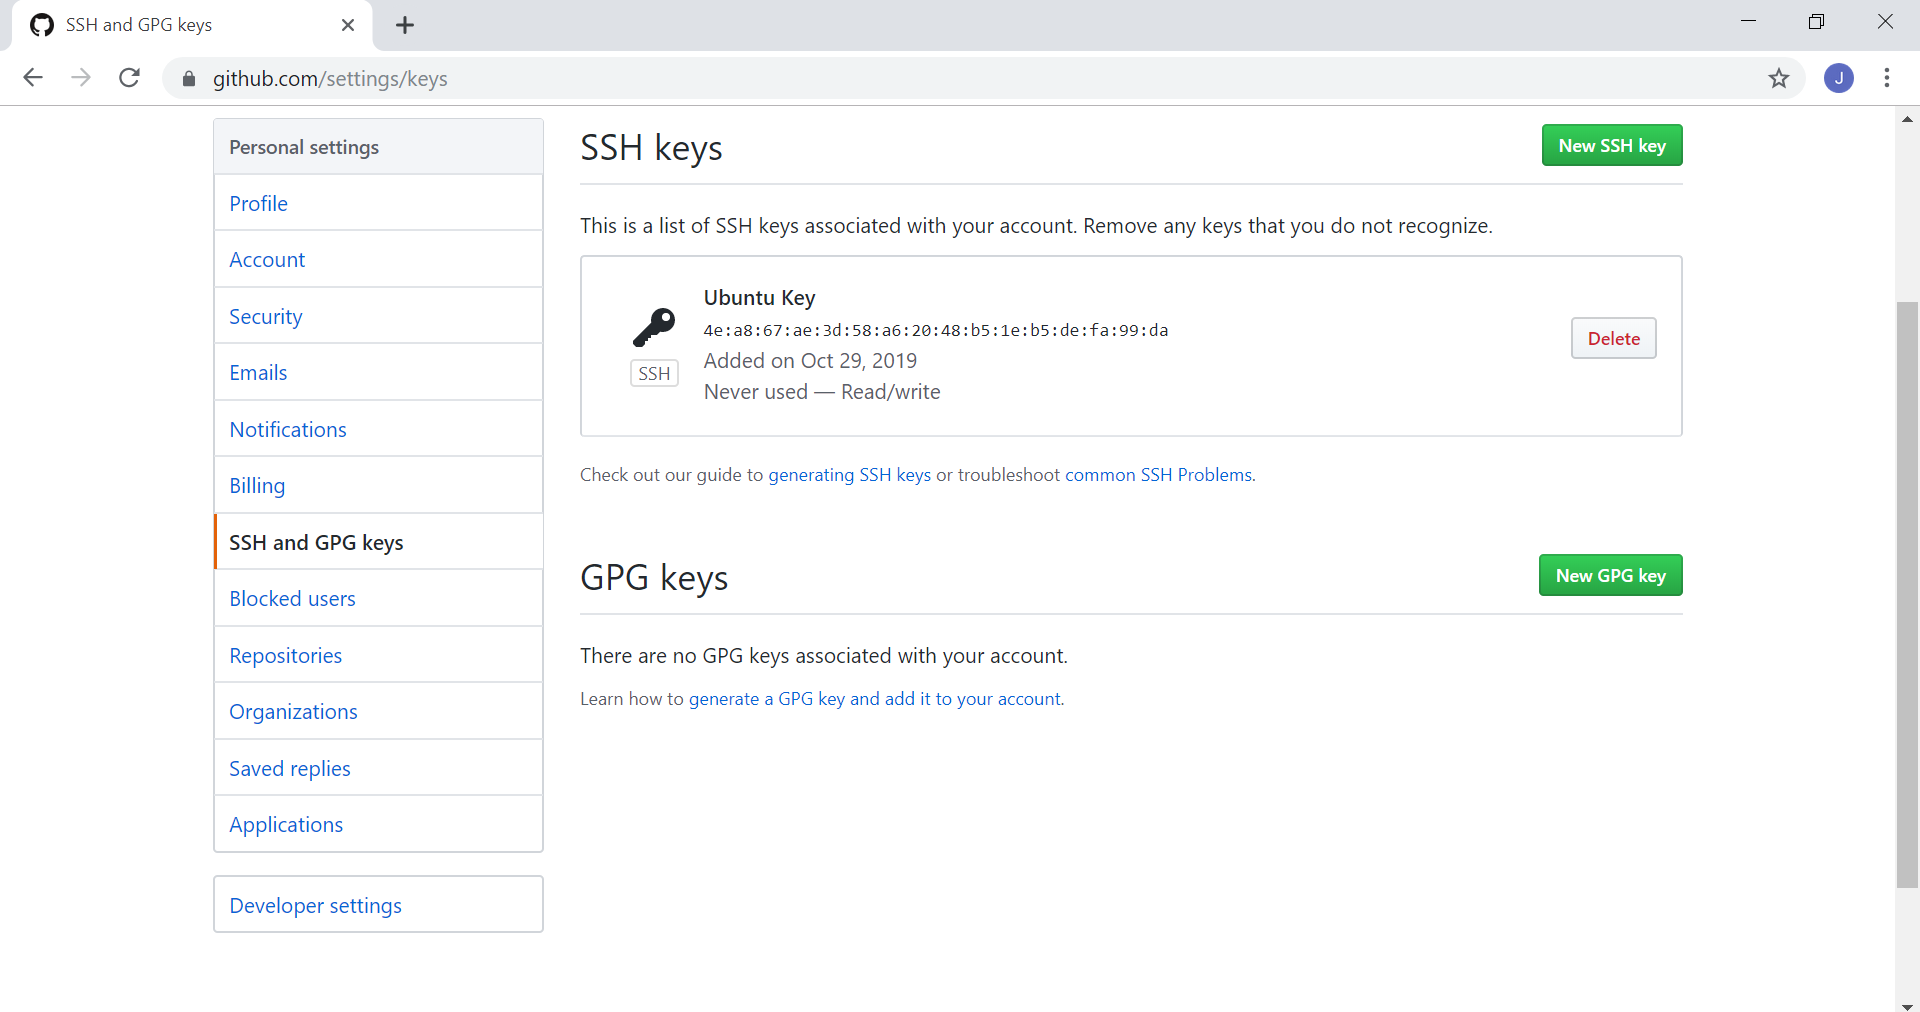 SSH and GPG keys
github.com/settings/keys
J
Personal settings
Profile
Account
Security
Emails
Notifications
Billing
SSH and GPG keys
Blocked users
Repositories
Organizations
Saved replies
Applications
Developer settings
SSH keys
New SSH key
This is a list of SSH keys associated with your account. Remove any keys that you do not recognize.
Ubuntu Key
4e:a8:67:ae:3d:58:a6:20:48:b5:1e:b5:de:fa:99:da
SSH
Added on Oct 29, 2019
Never used — Read/write
Delete
Check out our guide to generating SSH keys or troubleshoot common SSH Problems.
GPG keys
New GPG key
There are no GPG keys associated with your account.
Learn how to generate a GPG key and add it to your account.